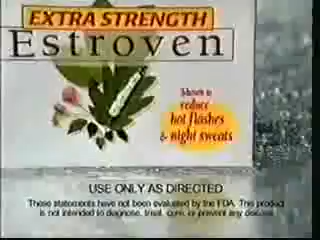 EXTRA STRENGTH
Estroven
Shown to
reduce
hot flashes
& night sweats
USE ONLY AS DIRECTED
These statements have not been evaluated by the FDA. This product
is not intended to diagnose, treat, cure, or prevent any disease.